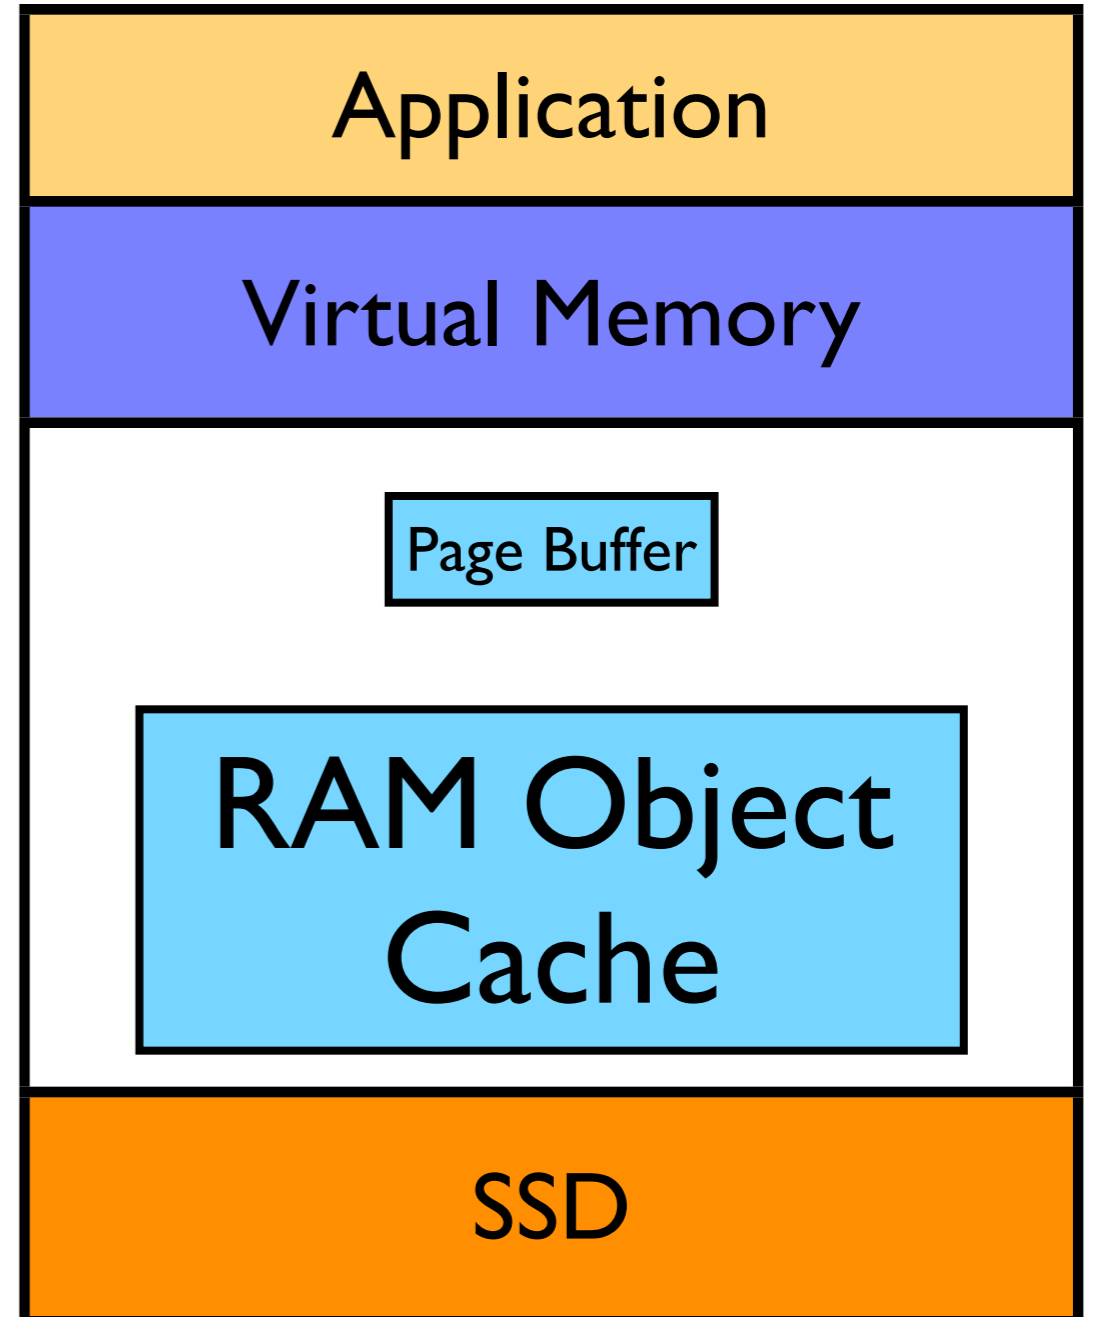 Application
Virtual Memory
Page Buffer
RAM Object
Cache
SSD